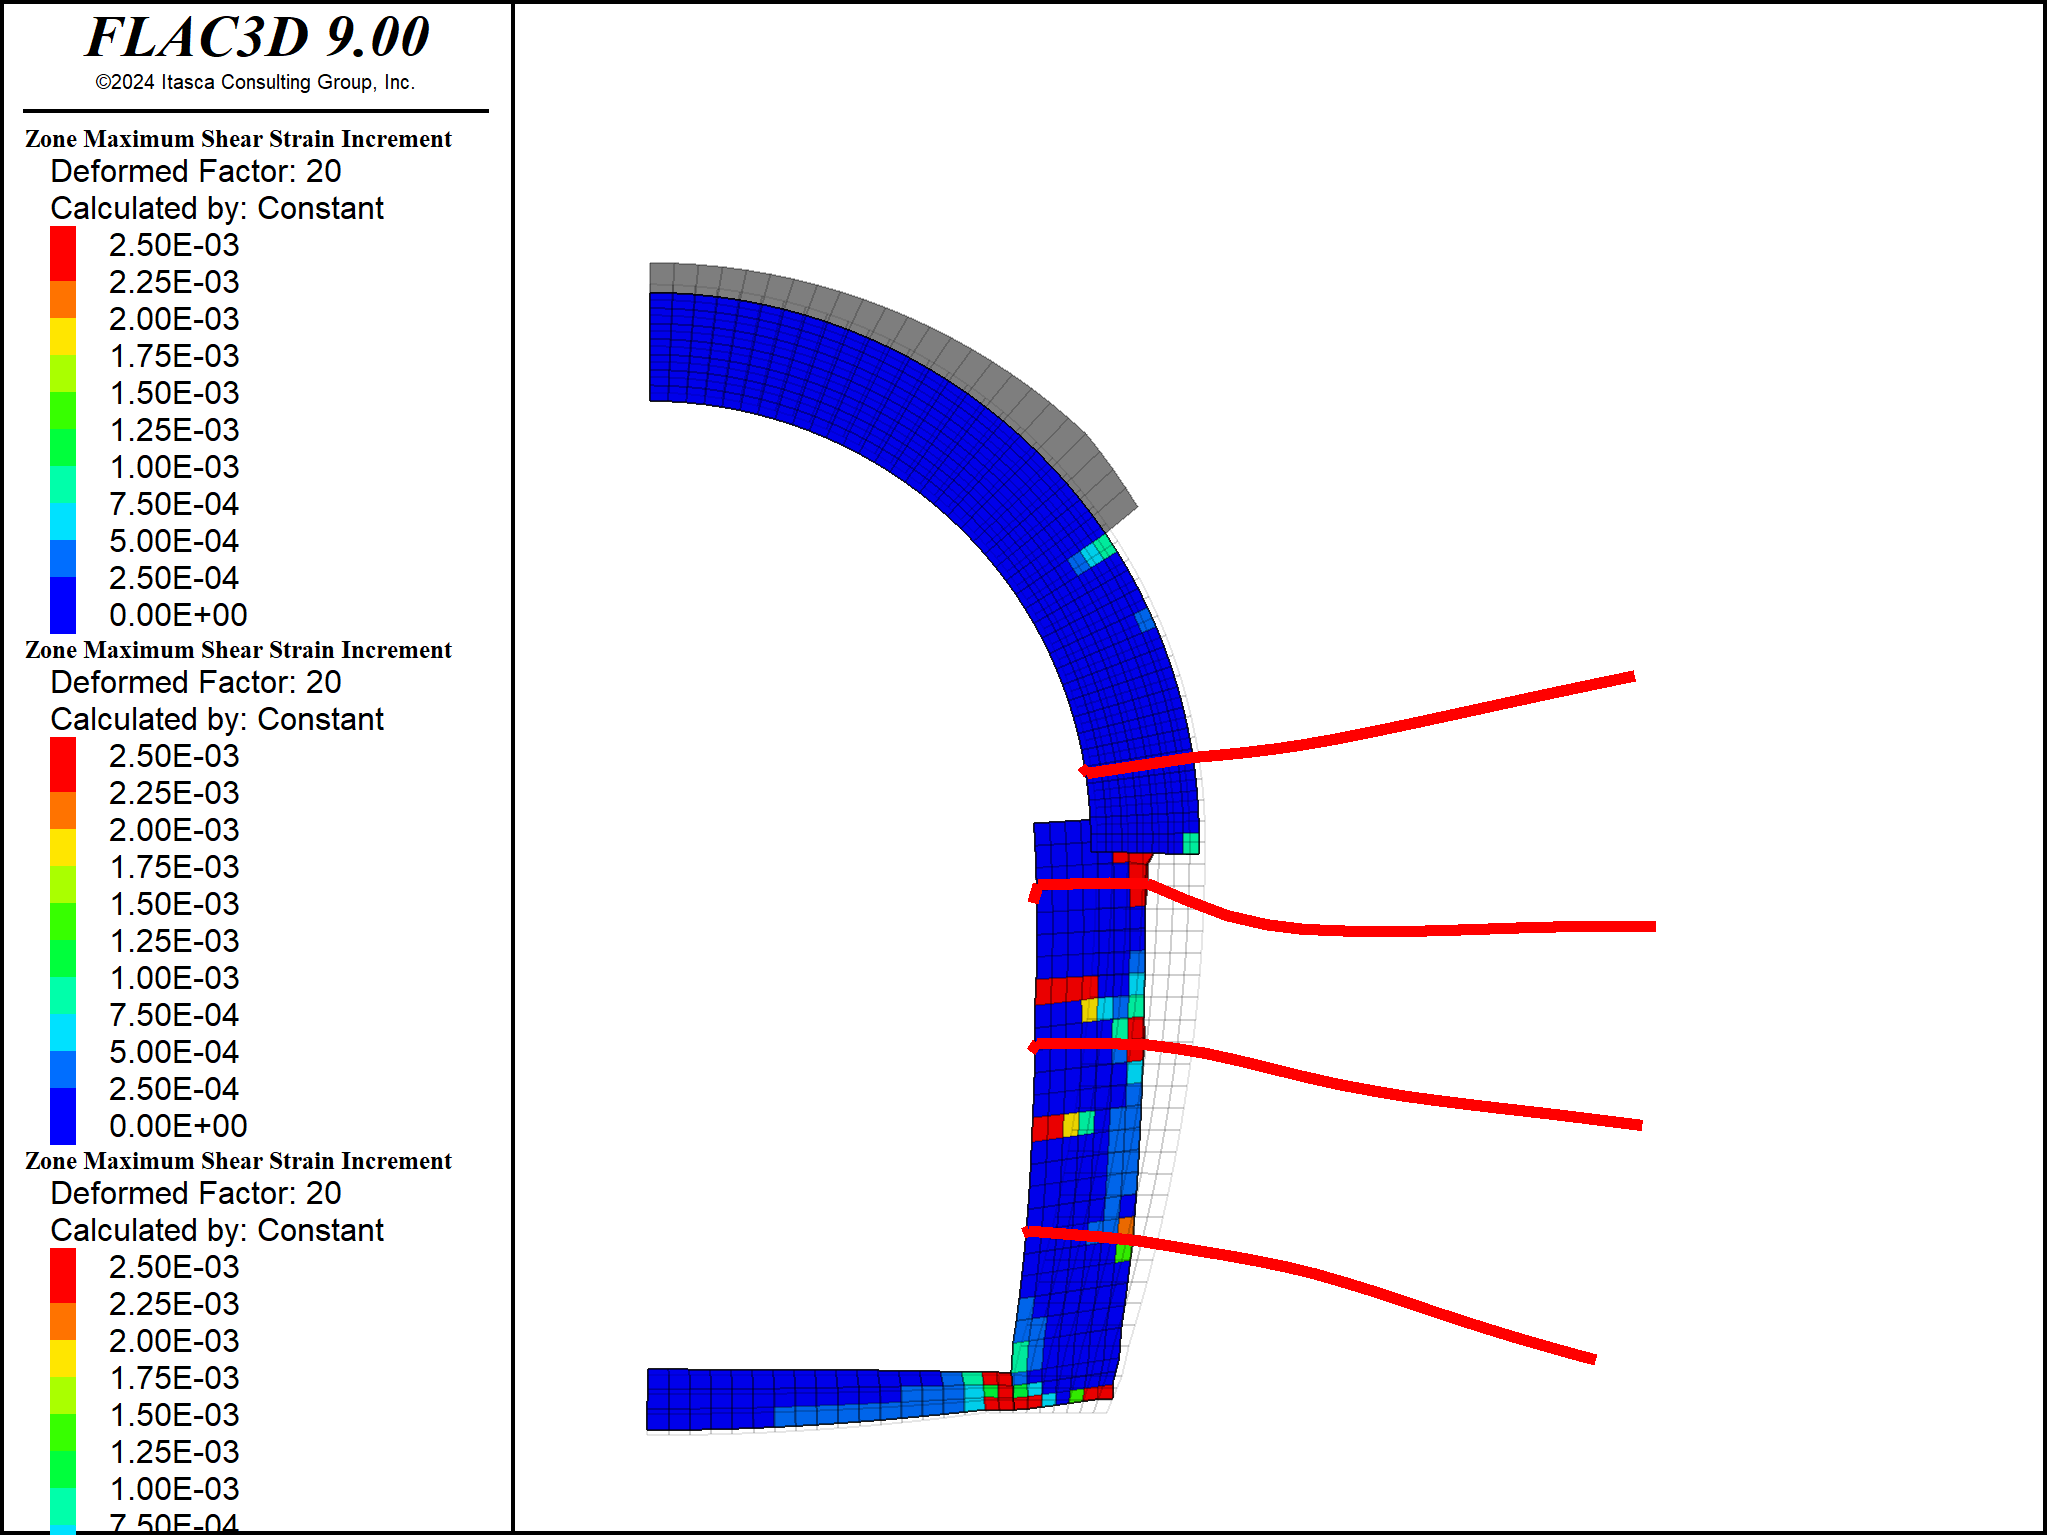 FLAC3D 9.00
©2024 Itasca Consulting Group, Inc.
Zone Maximum Shear Strain Increment
Deformed Factor: 20
Calculated by: Constant
2.50E-03
2.25E-03
2.00E-03
1.75E-03
1.50E-03
1.25E-03
1.00E-03
7.50E-04
5.00E-04
2.50E-04
0.00E+00
Zone Maximum Shear Strain Increment
Deformed Factor: 20
Calculated by: Constant
2.50E-03
2.25E-03
2.00E-03
1.75E-03
1.50E-03
1.25E-03
1.00E-03
7.50E-04
5.00E-04
2.50E-04
0.00E+00
Zone Maximum Shear Strain Increment
Deformed Factor: 20
Calculated by: Constant
2.50E-03
2.25E-03
2.00E-03
1.75E-03
1.50E-03
1.25E-03
1.00E-03
7.50E-04